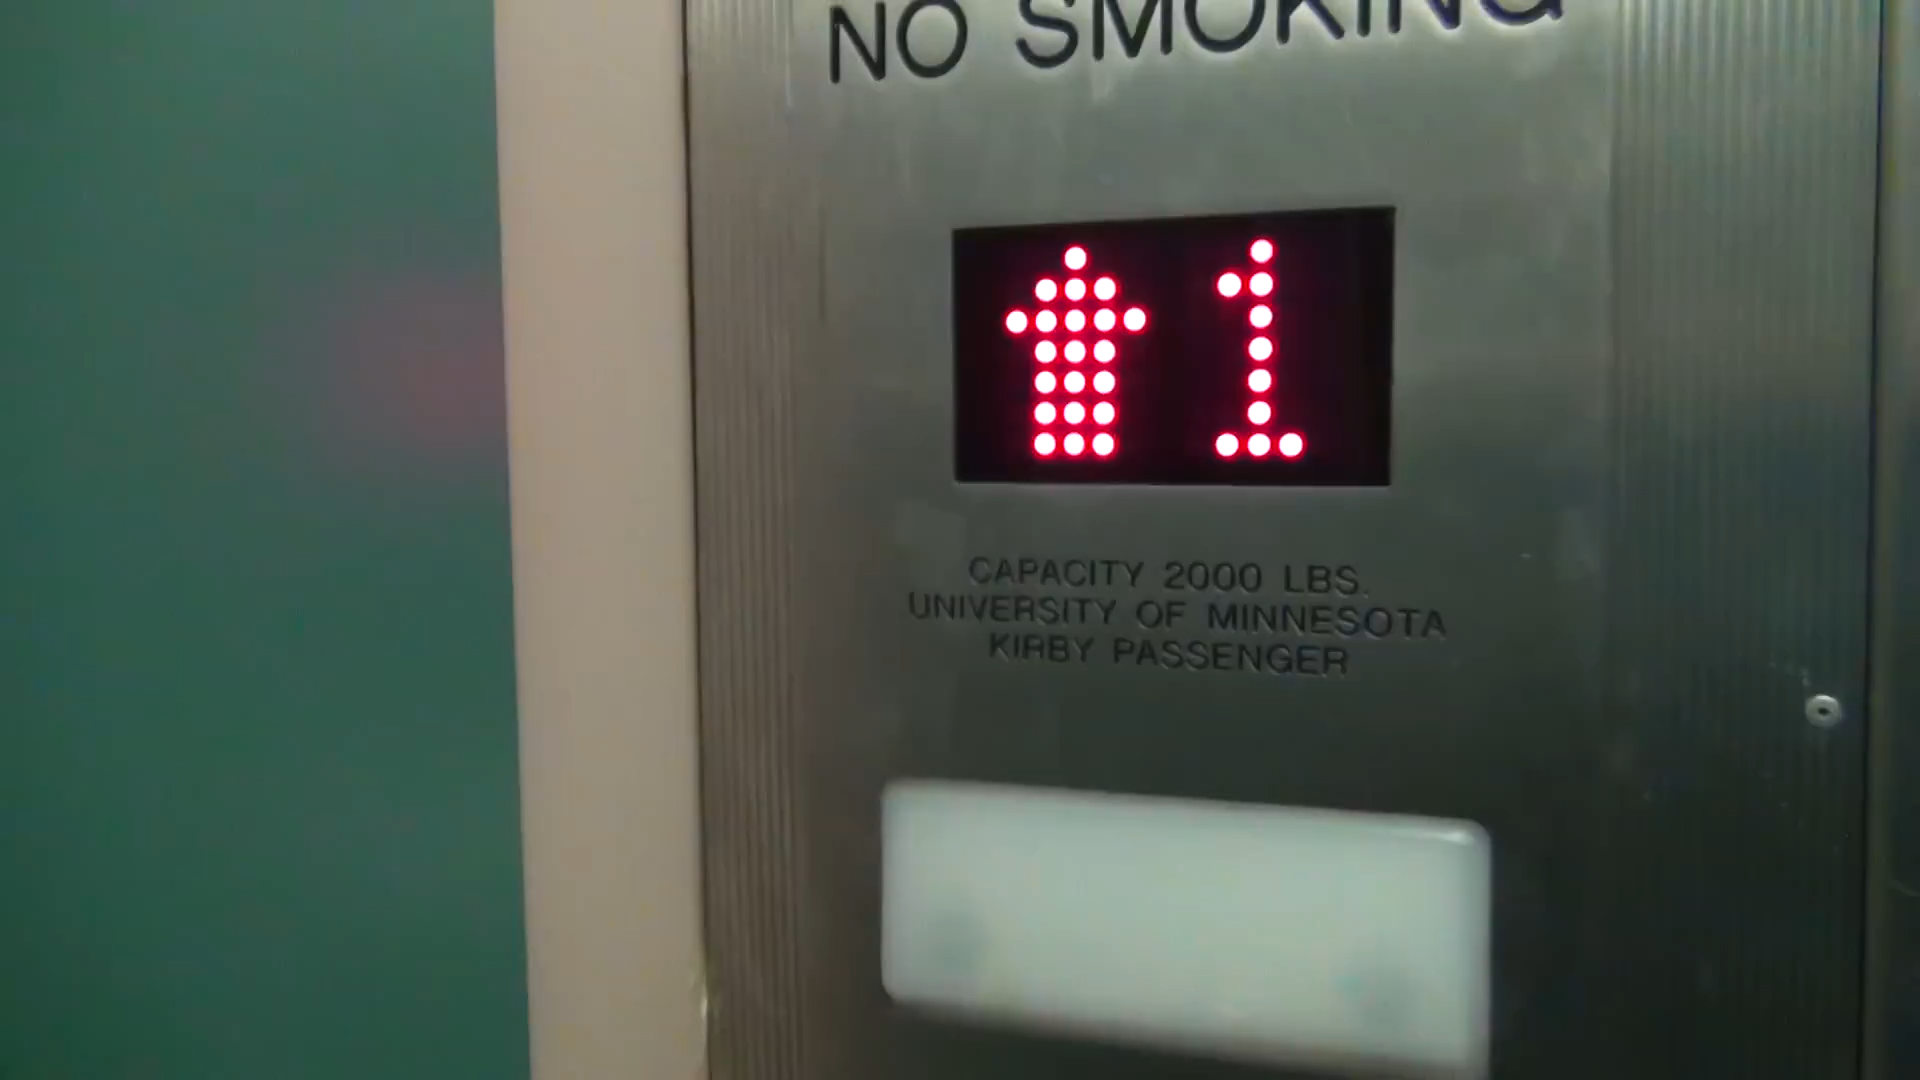 NO SMOKING
1
CAPACITY 2000 LBS.
UNIVERSITY OF MINNESOTA
KIRBY PASSENGER